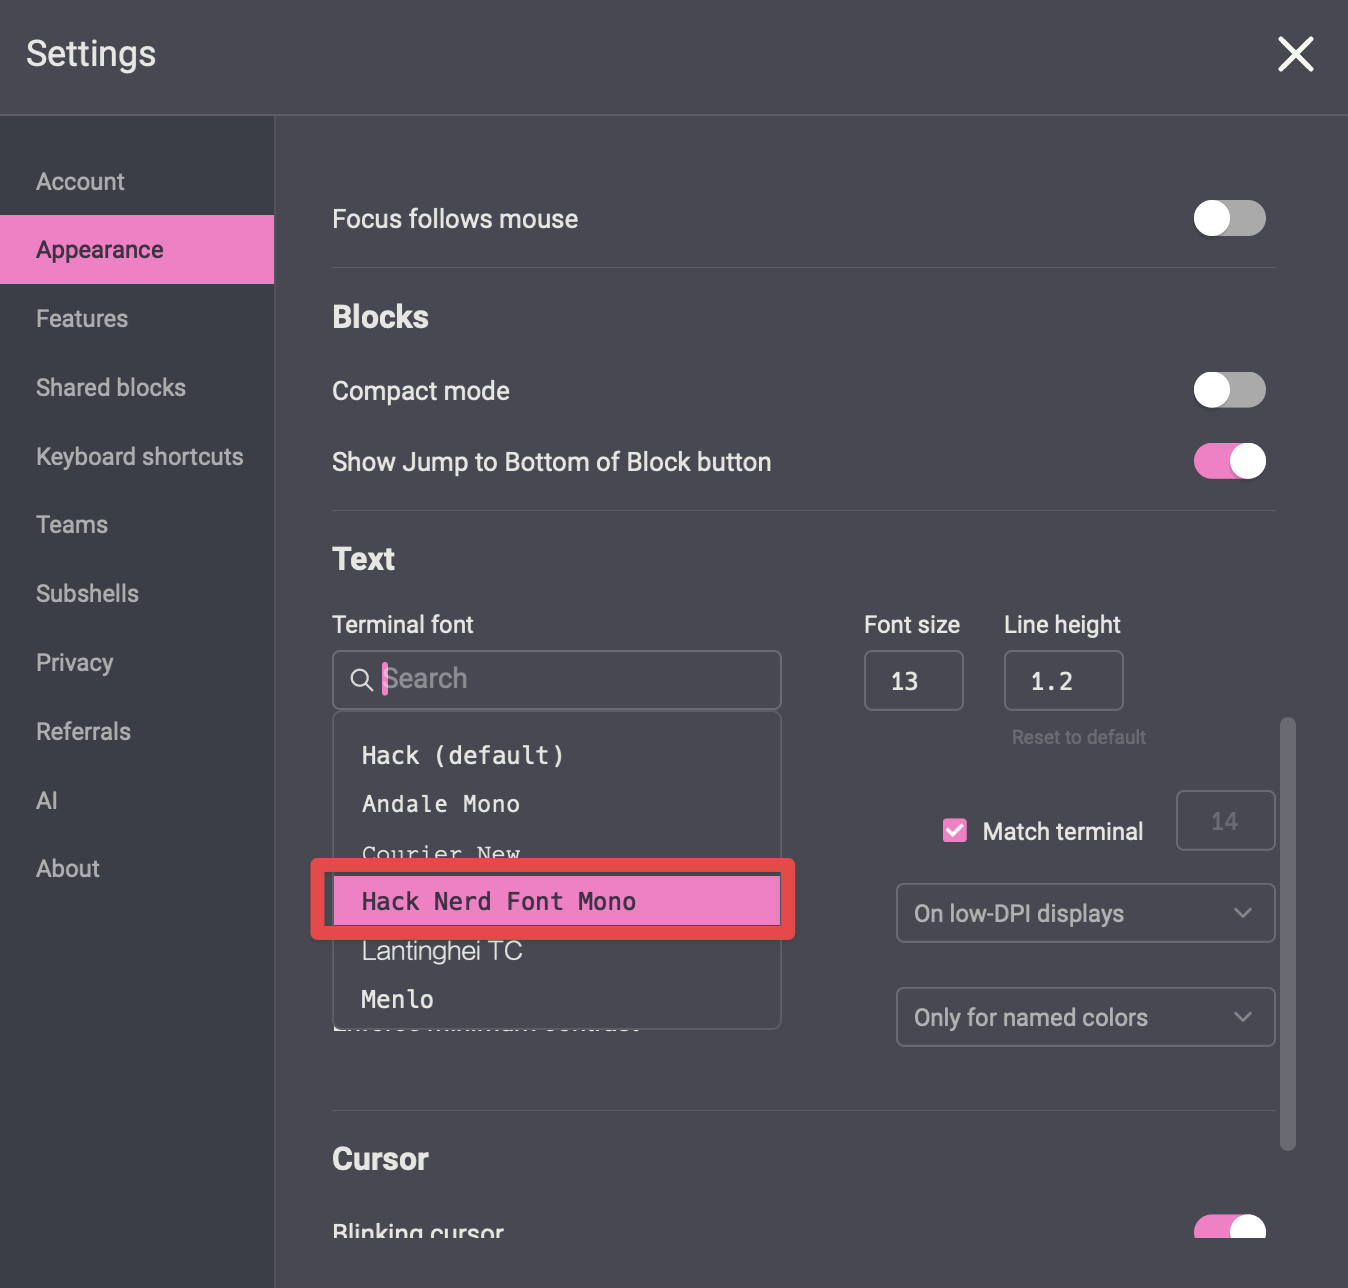 Settings
Account
Appearance
Features
Shared blocks
Keyboard shortcuts
Teams
Subshells
Privacy
Referrals
AI
About
Focus follows mouse
Blocks
Compact mode
Show Jump to Bottom of Block button
Text
Terminal font
Font size
Line height
Search
13
1.2
Reset to default
Hack (default)
Andale Mono
Courier New
Hack Nerd Font Mono
Lantinghei TC
Menlo
Match terminal
14
On low-DPI displays
Enforce minimum contrast
Only for named colors
Cursor
Blinking cursor